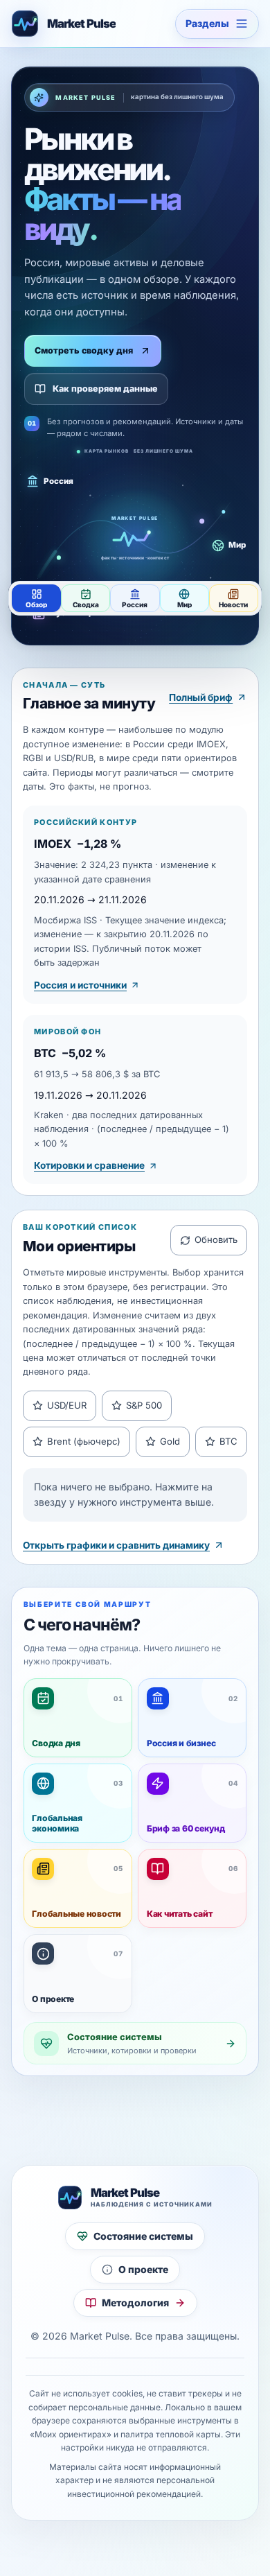 Market Pulse
Разделы
MARKET PULSE | картина без лишнего шума
Рынки в
движении.
Факты — на
виду.
Россия, мировые активы и деловые
публикации — в одном обзоре. У каждого
числа есть источник и время наблюдения,
когда они доступны.
Смотреть сводку дня
Как проверяем данные
01
Без прогнозов и рекомендаций. Источники и даты
— рядом с числами.
КАРТА РЫНКОВ · БЕЗ ЛИШНЕГО ШУМА
Россия
MARKET PULSE
Мир
ФАКТЫ · ИСТОЧНИКИ · КОНТЕКСТ
Обзор
Сводка
Россия
Мир
Новости
СНАЧАЛА — СУТЬ
Главное за минуту
Полный бриф
В каждом контуре — наибольшее по модулю
допустимое изменение: в России среди IMOEX,
RGBI и USD/RUB, в мире среди пяти ориентиров
сайта. Периоды могут различаться — смотрите
даты. Это факты, не прогноз.
РОССИЙСКИЙ КОНТУР
IMOEX −1,28 %
Значение: 2 324,23 пункта · изменение к
указанной дате сравнения
20.11.2026 → 21.11.2026
Мосбиржа ISS · Текущее значение индекса;
изменение — к закрытию 20.11.2026 по
истории ISS. Публичный поток может
быть задержан
Россия и источники
МИРОВОЙ ФОН
BTC −5,02 %
61 913,5 → 58 806,3 $ за BTC
19.11.2026 → 20.11.2026
Kraken · два последних датированных
наблюдения · (последнее / предыдущее − 1)
× 100 %
Котировки и сравнение
ВАШ КОРОТКИЙ СПИСОК
Мои ориентиры
Обновить
Отметьте мировые инструменты. Выбор хранится
только в этом браузере, без регистрации. Это
список наблюдения, не инвестиционная
рекомендация. Изменение считаем из двух
последних датированных значений ряда:
(последнее / предыдущее − 1) × 100 %. Текущая
цена может отличаться от последней точки
дневного ряда.
USD/EUR
S&P 500
Brent (фьючерс)
Gold
BTC
Пока ничего не выбрано. Нажмите на
звезду у нужного инструмента выше.
Открыть графики и сравнить динамику
ВЫБЕРИТЕ СВОЙ МАРШРУТ
С чего начнём?
Одна тема — одна страница. Ничего лишнего не
нужно прокручивать.
01
Сводка дня
02
Россия и бизнес
03
Глобальная
экономика
04
Бриф за 60 секунд
05
Глобальные новости
06
Как читать сайт
07
О проекте
Состояние системы
Источники, котировки и проверки
Market Pulse
НАБЛЮДЕНИЯ С ИСТОЧНИКАМИ
Состояние системы
О проекте
Методология
© 2026 Market Pulse. Все права защищены.
Сайт не использует cookies, не ставит трекеры и не
собирает персональные данные. Локально в вашем
браузере сохраняются выбранные инструменты в
«Моих ориентирах» и палитра тепловой карты. Эти
настройки никуда не отправляются.
Материалы сайта носят информационный
характер и не являются персональной
инвестиционной рекомендацией.